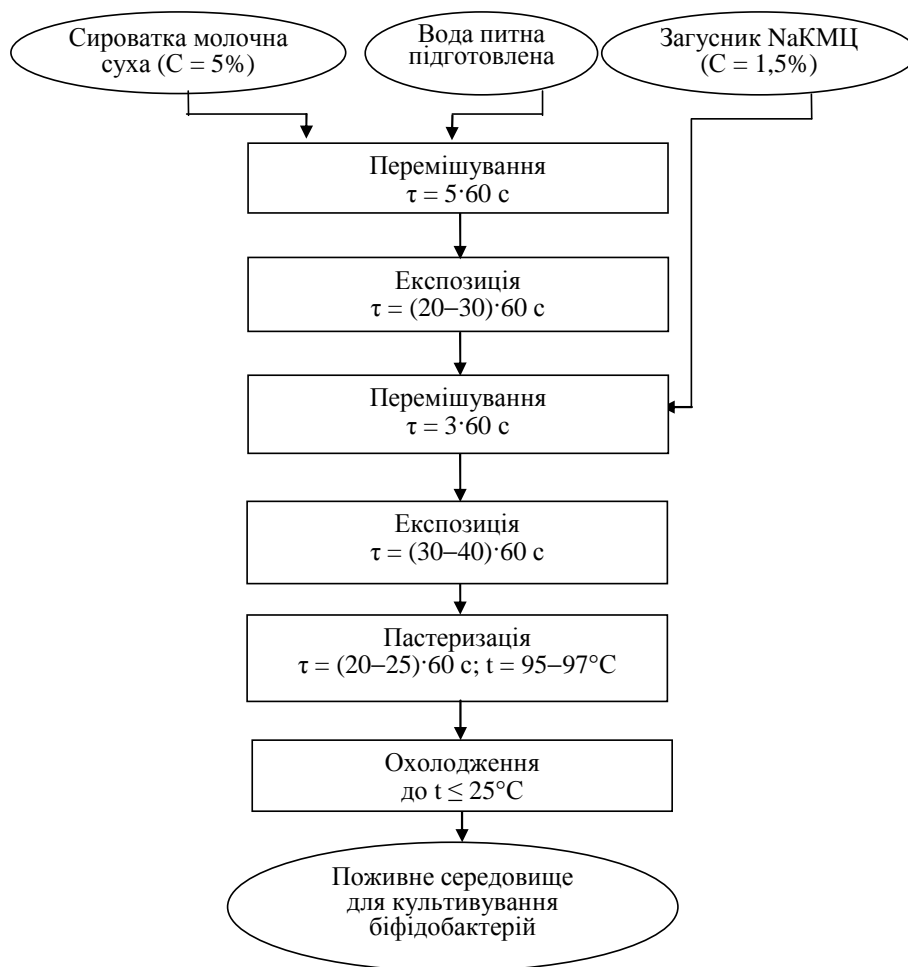 Сироватка молочна
суха (С = 5%)
Вода питна
підготовлена
Загусник NaКМЦ
(С = 1,5%)
Перемішування
τ = 5·60 с
Експозиція
τ = (20–30)·60 с
Перемішування
τ = 3·60 с
Експозиція
τ = (30–40)·60 с
Пастеризація
τ = (20–25)·60 с; t = 95–97°С
Охолодження
до t ≤ 25°С
Поживне середовище
для культивування
біфідобактерій